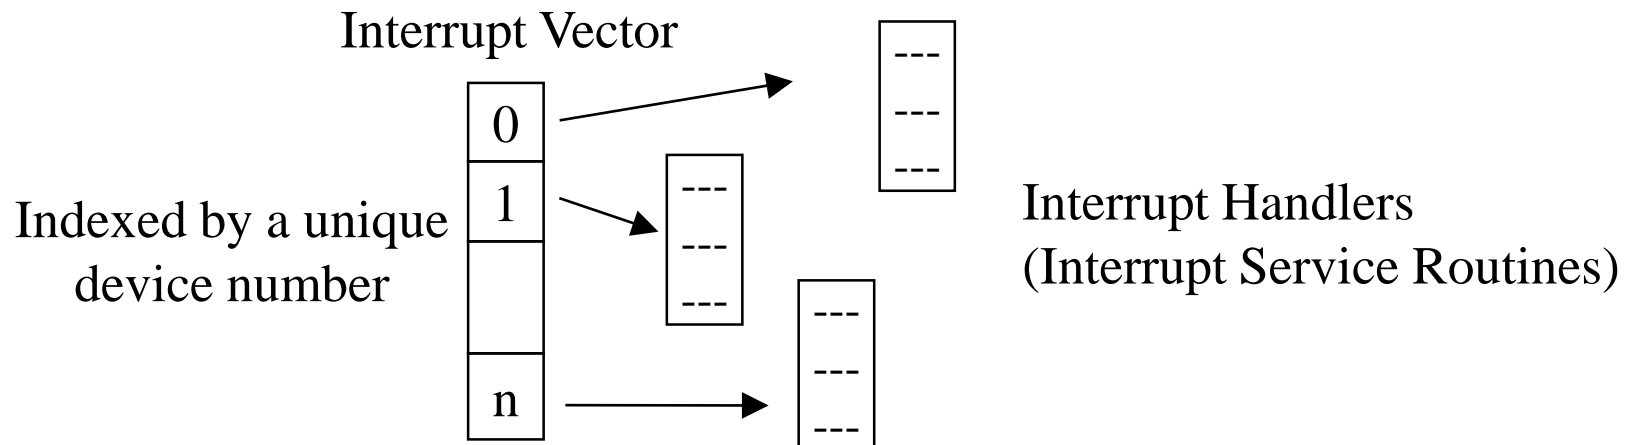 Interrupt Vector
0
1
n
Indexed by a unique
device number
---
---
---
---
---
---
---
---
---
Interrupt Handlers
(Interrupt Service Routines)